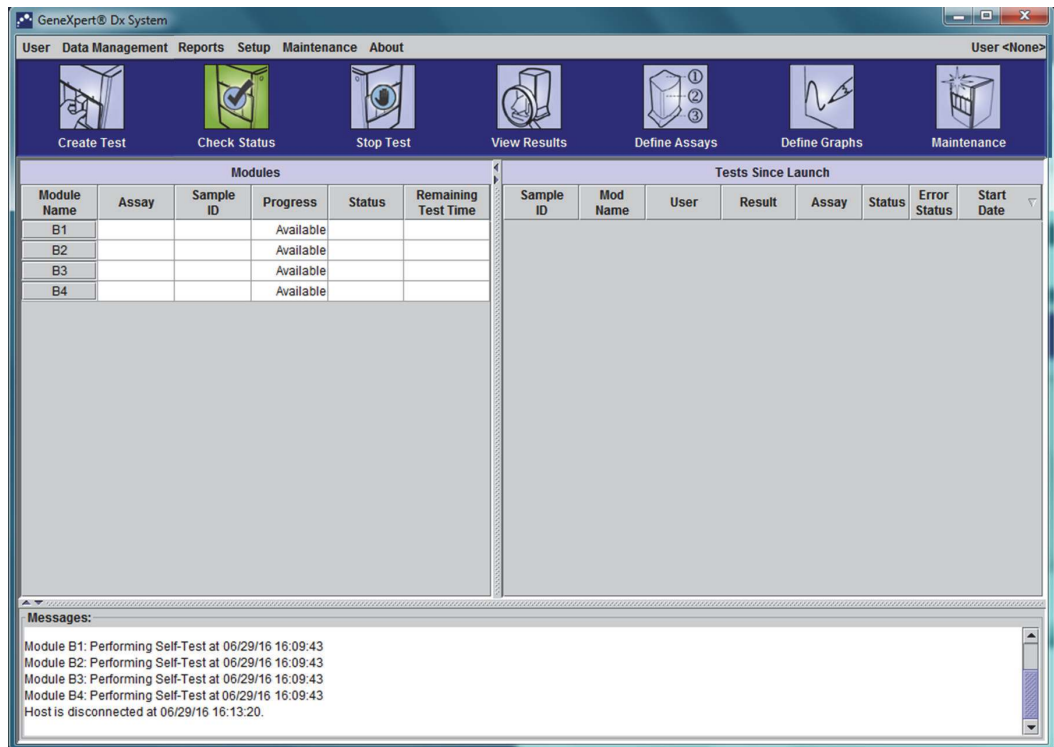 GeneXpert® Dx System
User Data Management Reports Setup Maintenance About User <None>
Create Test Check Status Stop Test View Results Define Assays Define Graphs Maintenance
① ② ③
Modules
Module Name Assay Sample ID Progress Status Remaining Test Time
B1 Available
B2 Available
B3 Available
B4 Available
Tests Since Launch
Sample ID Mod Name User Result Assay Status Error Status Start Date
Messages:
Module B1: Performing Self-Test at 06/29/16 16:09:43
Module B2: Performing Self-Test at 06/29/16 16:09:43
Module B3: Performing Self-Test at 06/29/16 16:09:43
Module B4: Performing Self-Test at 06/29/16 16:09:43
Host is disconnected at 06/29/16 16:13:20.